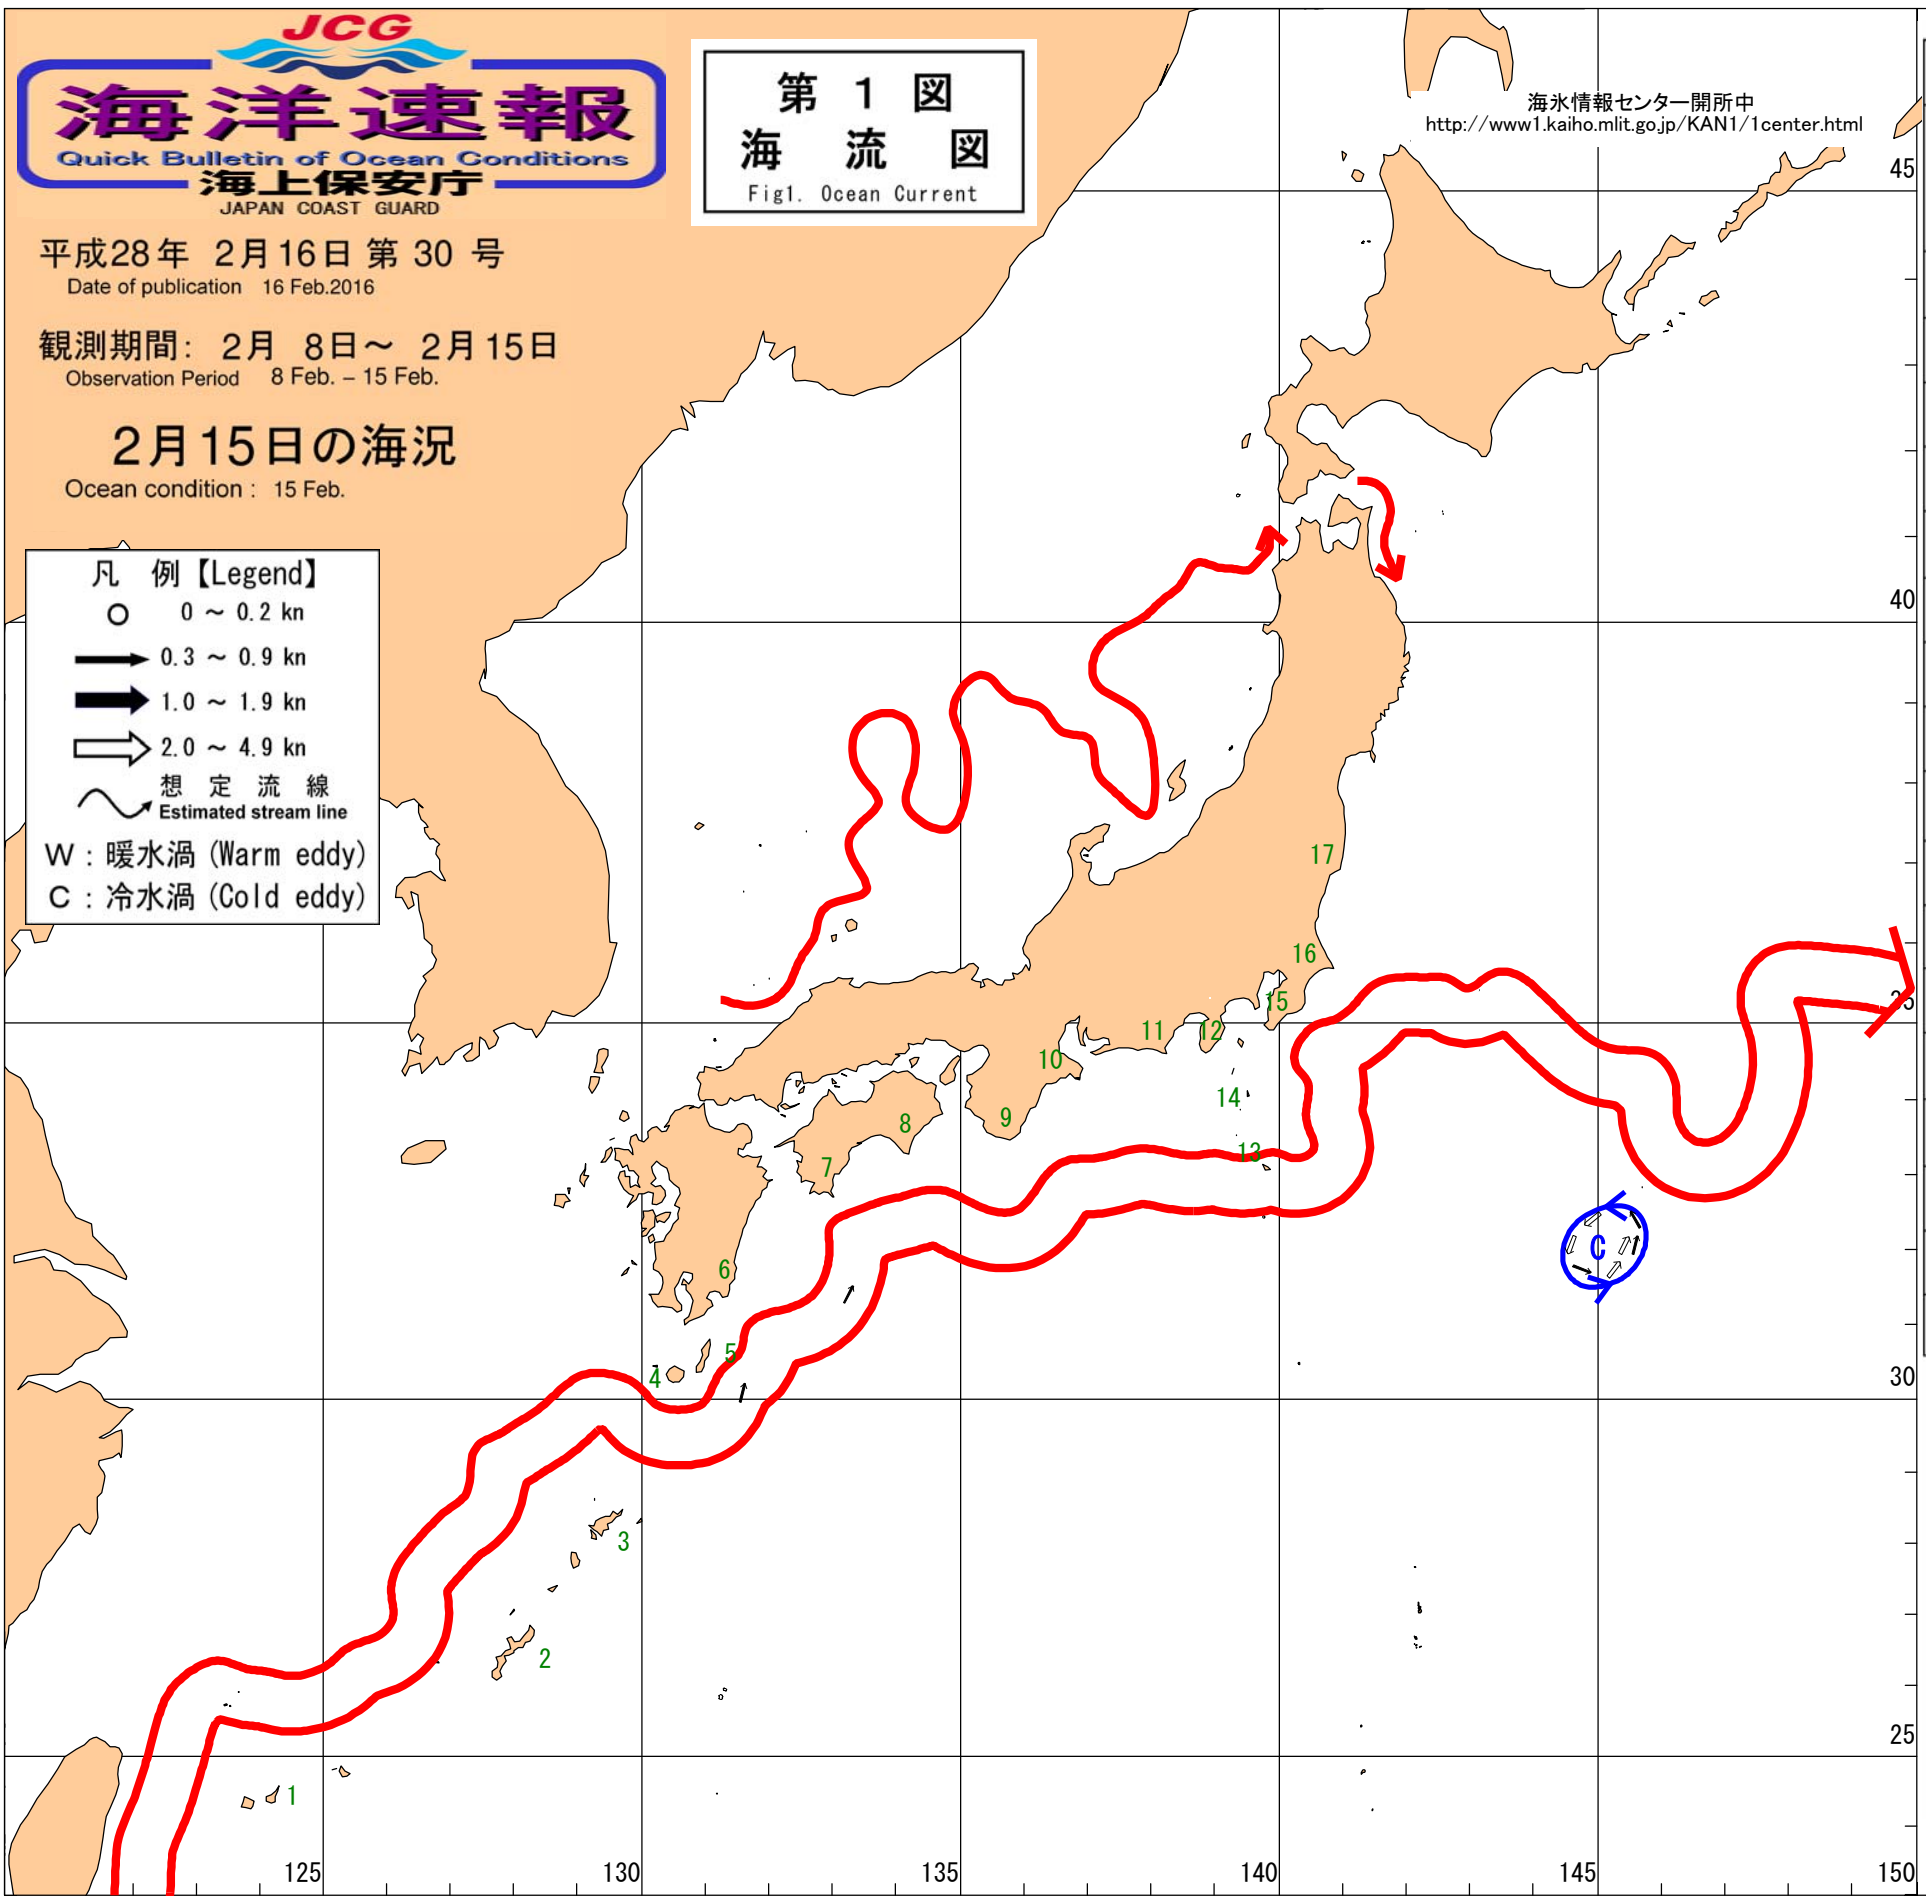 JCG
海洋速報
Quick Bulletin of Ocean Conditions
海上保安庁
JAPAN COAST GUARD
平成28年 2月16日 第 30 号
Date of publication 16 Feb.2016
観測期間: 2月 8日～ 2月15日
Observation Period 8 Feb. – 15 Feb.
2月15日の海況
Ocean condition : 15 Feb.
第 1 図
海 流 図
Fig1. Ocean Current
海氷情報センター開所中
http://www1.kaiho.mlit.go.jp/KAN1/1center.html
凡 例【Legend】
0 ～ 0.2 kn
0.3 ～ 0.9 kn
1.0 ～ 1.9 kn
2.0 ～ 4.9 kn
想 定 流 線
Estimated stream line
W : 暖水渦 (Warm eddy)
C : 冷水渦 (Cold eddy)
45
40
35
30
25
17
16
15
11
12
10
14
9
8
13
7
6
C
5
4
3
2
1
125
130
135
140
145
150